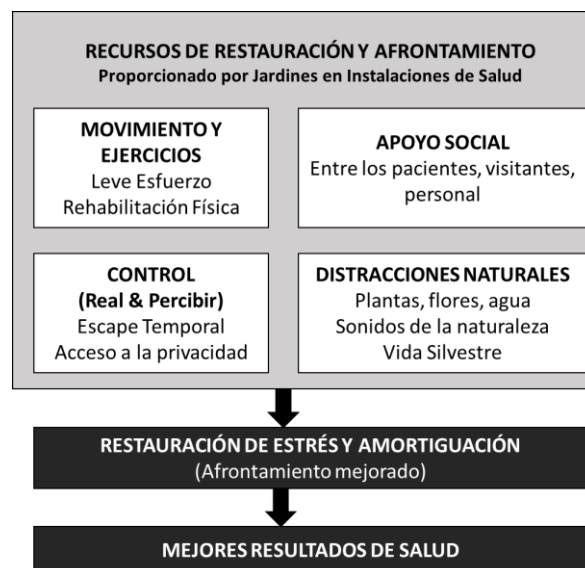 RECURSOS DE RESTAURACIÓN Y AFRONTAMIENTO
Proporcionado por Jardines en Instalaciones de Salud
MOVIMIENTO Y
EJERCICIOS
Leve Esfuerzo
Rehabilitación Física
APOYO SOCIAL
Entre los pacientes, visitantes,
personal
CONTROL
(Real & Percibir)
Escape Temporal
Acceso a la privacidad
DISTRACCIONES NATURALES
Plantas, flores, agua
Sonidos de la naturaleza
Vida Silvestre
RESTAURACIÓN DE ESTRÉS Y AMORTIGUACIÓN
(Afrontamiento mejorado)
MEJORES RESULTADOS DE SALUD